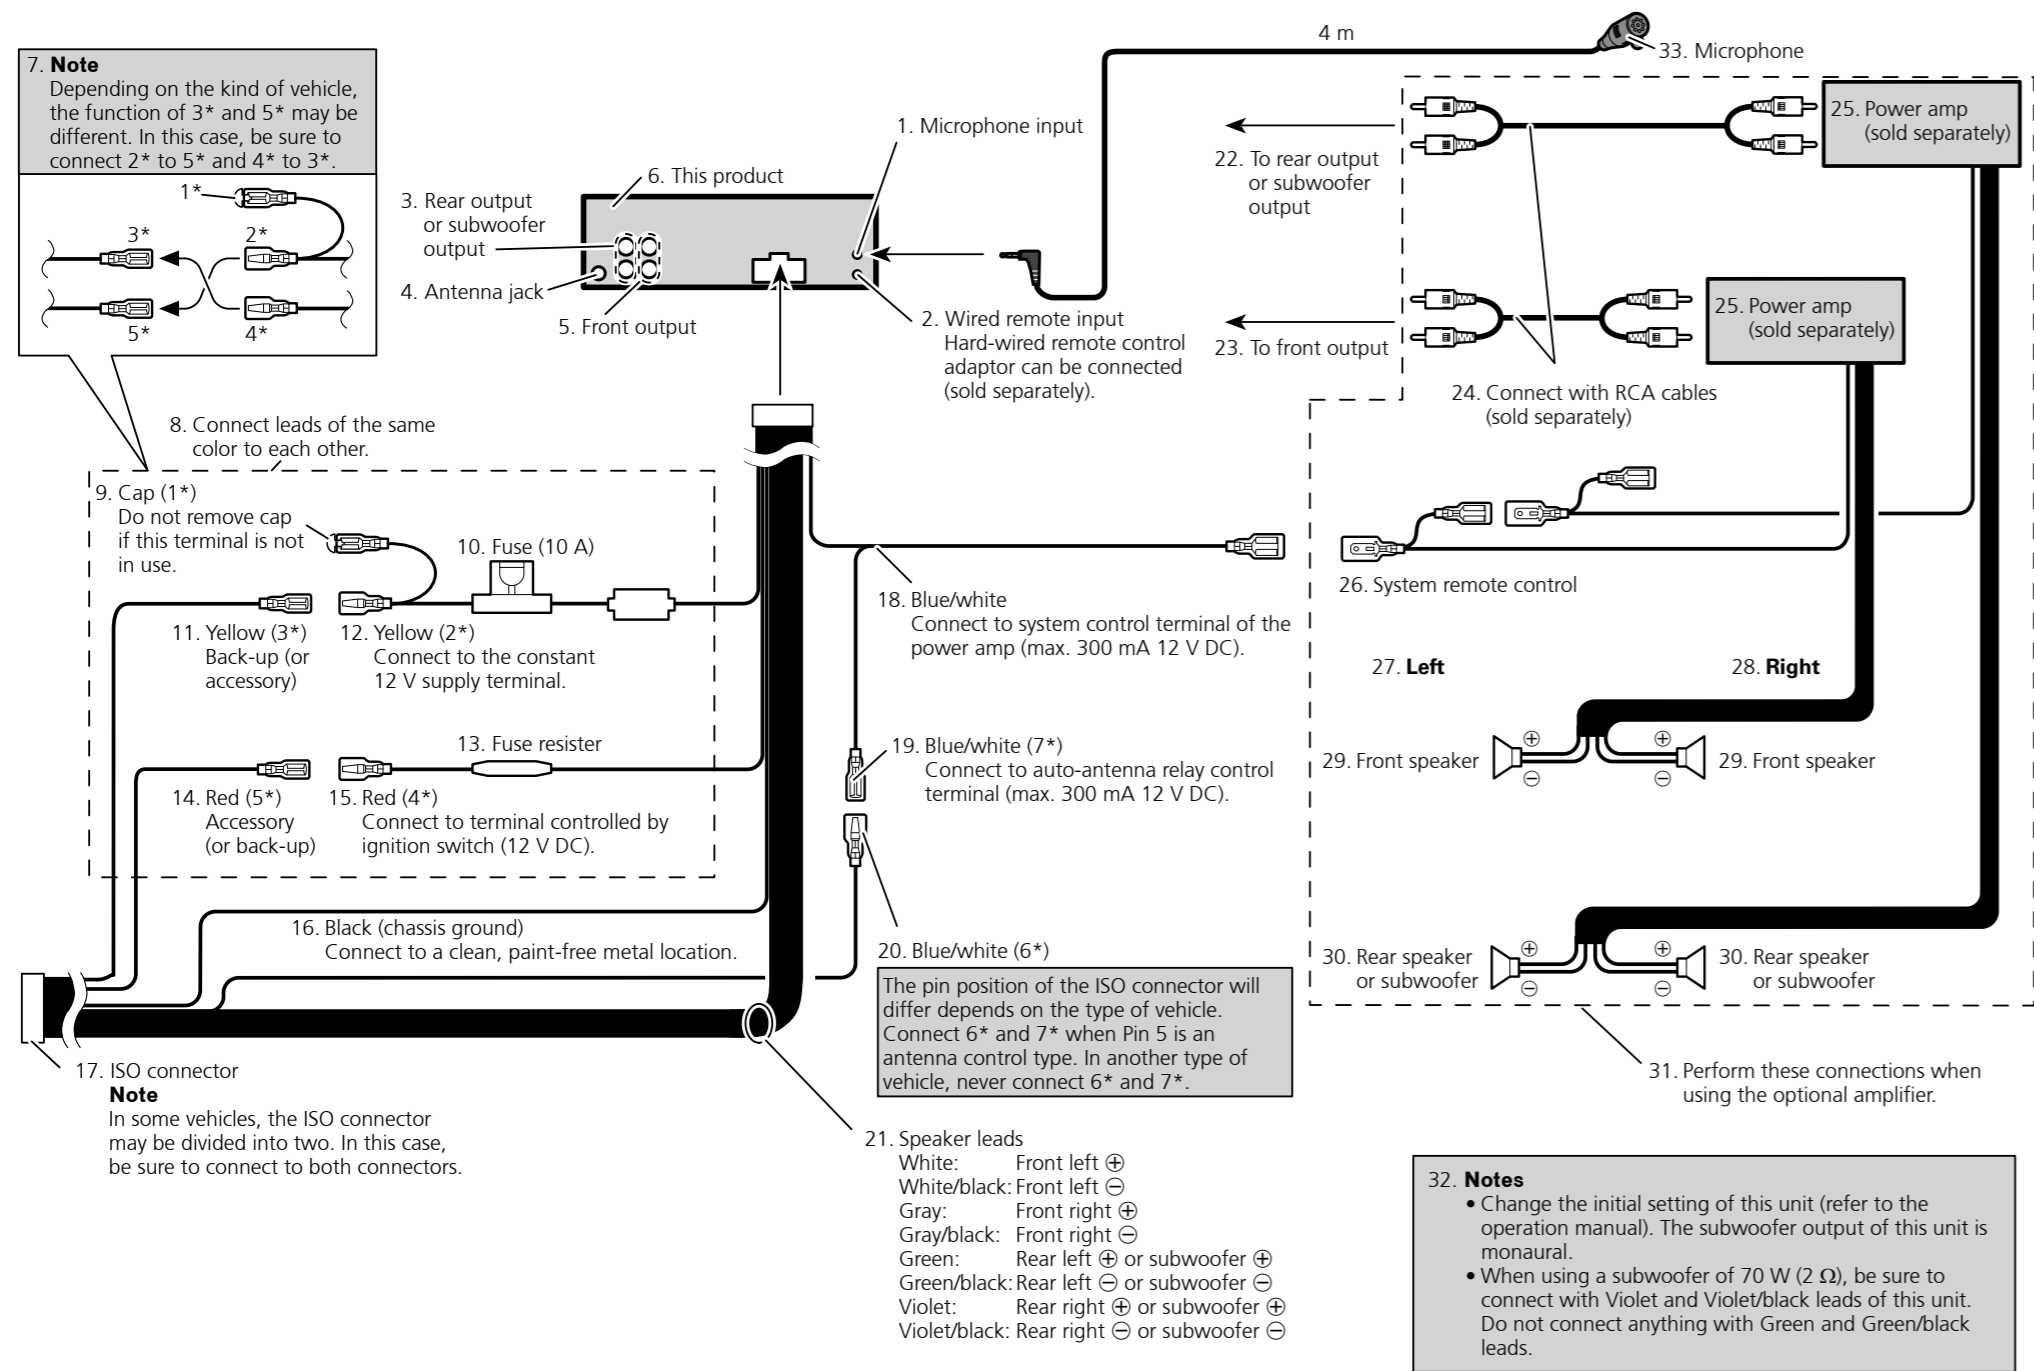 7. Note
Depending on the kind of vehicle,
the function of 3* and 5* may be
different. In this case, be sure to
connect 2* to 5* and 4* to 3*.
1*
3*
2*
5*
4*
4 m
33. Microphone
1. Microphone input
6. This product
3. Rear output
or subwoofer
output
4. Antenna jack
5. Front output
2. Wired remote input
Hard-wired remote control
adaptor can be connected
(sold separately).
22. To rear output
or subwoofer
output
25. Power amp
(sold separately)
23. To front output
25. Power amp
(sold separately)
24. Connect with RCA cables
(sold separately)
8. Connect leads of the same
color to each other.
9. Cap (1*)
Do not remove cap
if this terminal is not
in use.
10. Fuse (10 A)
11. Yellow (3*)
Back-up (or
accessory)
12. Yellow (2*)
Connect to the constant
12 V supply terminal.
13. Fuse resister
14. Red (5*)
Accessory
(or back-up)
15. Red (4*)
Connect to terminal controlled by
ignition switch (12 V DC).
16. Black (chassis ground)
Connect to a clean, paint-free metal location.
17. ISO connector
Note
In some vehicles, the ISO connector
may be divided into two. In this case,
be sure to connect to both connectors.
18. Blue/white
Connect to system control terminal of the
power amp (max. 300 mA 12 V DC).
19. Blue/white (7*)
Connect to auto-antenna relay control
terminal (max. 300 mA 12 V DC).
20. Blue/white (6*)
The pin position of the ISO connector will
differ depends on the type of vehicle.
Connect 6* and 7* when Pin 5 is an
antenna control type. In another type of
vehicle, never connect 6* and 7*.
21. Speaker leads
White: Front left ⊕
White/black: Front left ⊖
Gray: Front right ⊕
Gray/black: Front right ⊖
Green: Rear left ⊕ or subwoofer ⊕
Green/black: Rear left ⊖ or subwoofer ⊖
Violet: Rear right ⊕ or subwoofer ⊕
Violet/black: Rear right ⊖ or subwoofer ⊖
26. System remote control
27. Left
28. Right
29. Front speaker
⊕
⊖
⊕
⊖
29. Front speaker
30. Rear speaker
or subwoofer
⊕
⊖
⊕
⊖
30. Rear speaker
or subwoofer
31. Perform these connections when
using the optional amplifier.
32. Notes
• Change the initial setting of this unit (refer to the
operation manual). The subwoofer output of this unit is
monaural.
• When using a subwoofer of 70 W (2 Ω), be sure to
connect with Violet and Violet/black leads of this unit.
Do not connect anything with Green and Green/black
leads.